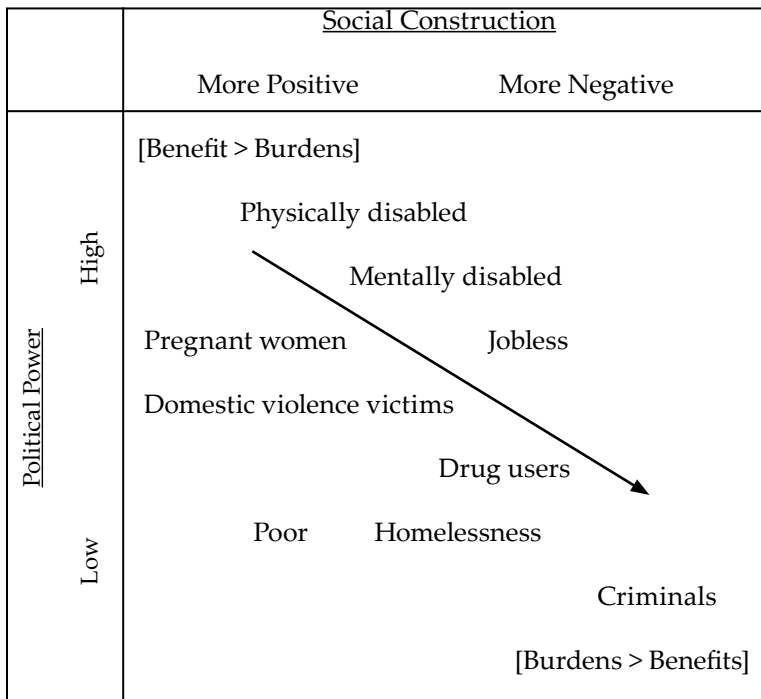 Social Construction
More Positive More Negative
[Benefit > Burdens]
Physically disabled
High
Mentally disabled
Pregnant women Jobless
Political Power
Domestic violence victims
Drug users
Poor Homelessness
Low
Criminals
[Burdens > Benefits]